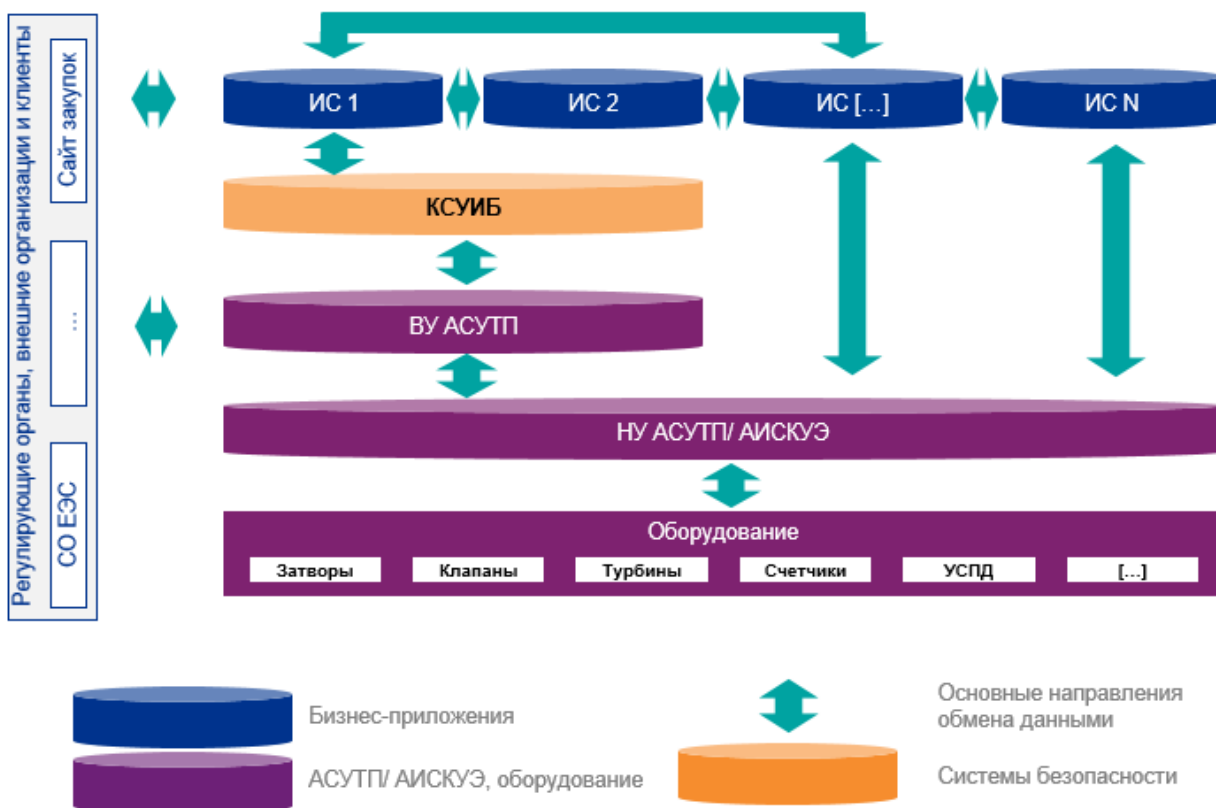 Регулирующие органы, внешние организации и клиенты
Сайт закупок
...
СО ЕЭС
ИС 1
ИС 2
ИС [...]
ИС N
КСУИБ
ВУ АСУТП
НУ АСУТП/ АИСКУЭ
Оборудование
Затворы
Клапаны
Турбины
Счетчики
УСПД
[...]
Бизнес-приложения
АСУТП/ АИСКУЭ, оборудование
Основные направления
обмена данными
Системы безопасности